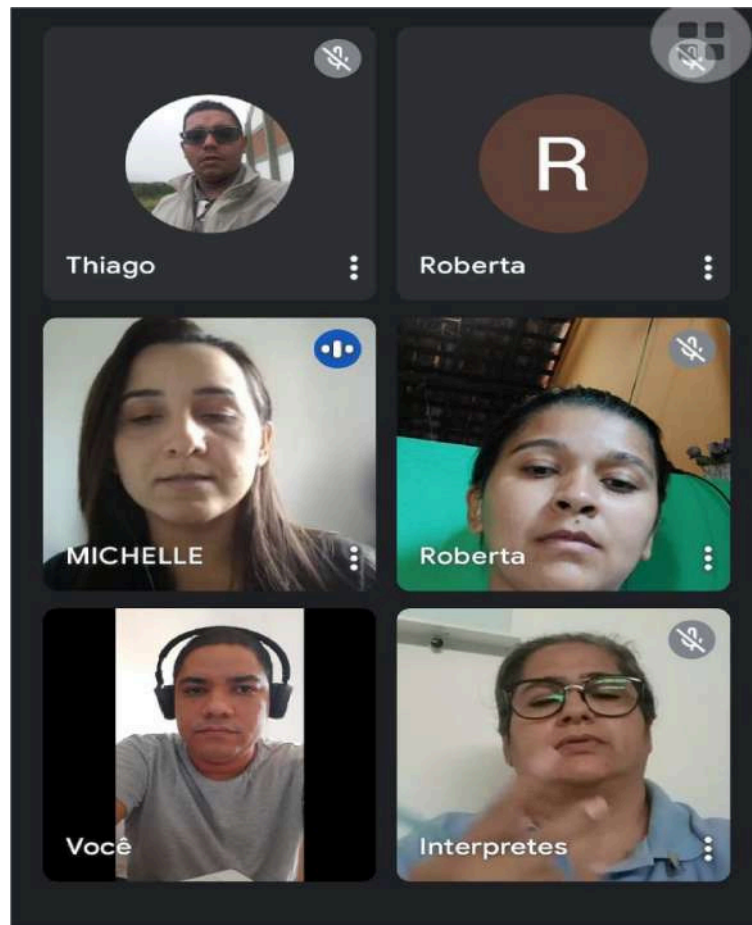 Thiago
R
Roberta
MICHELLE
Roberta
Você
Interpretes